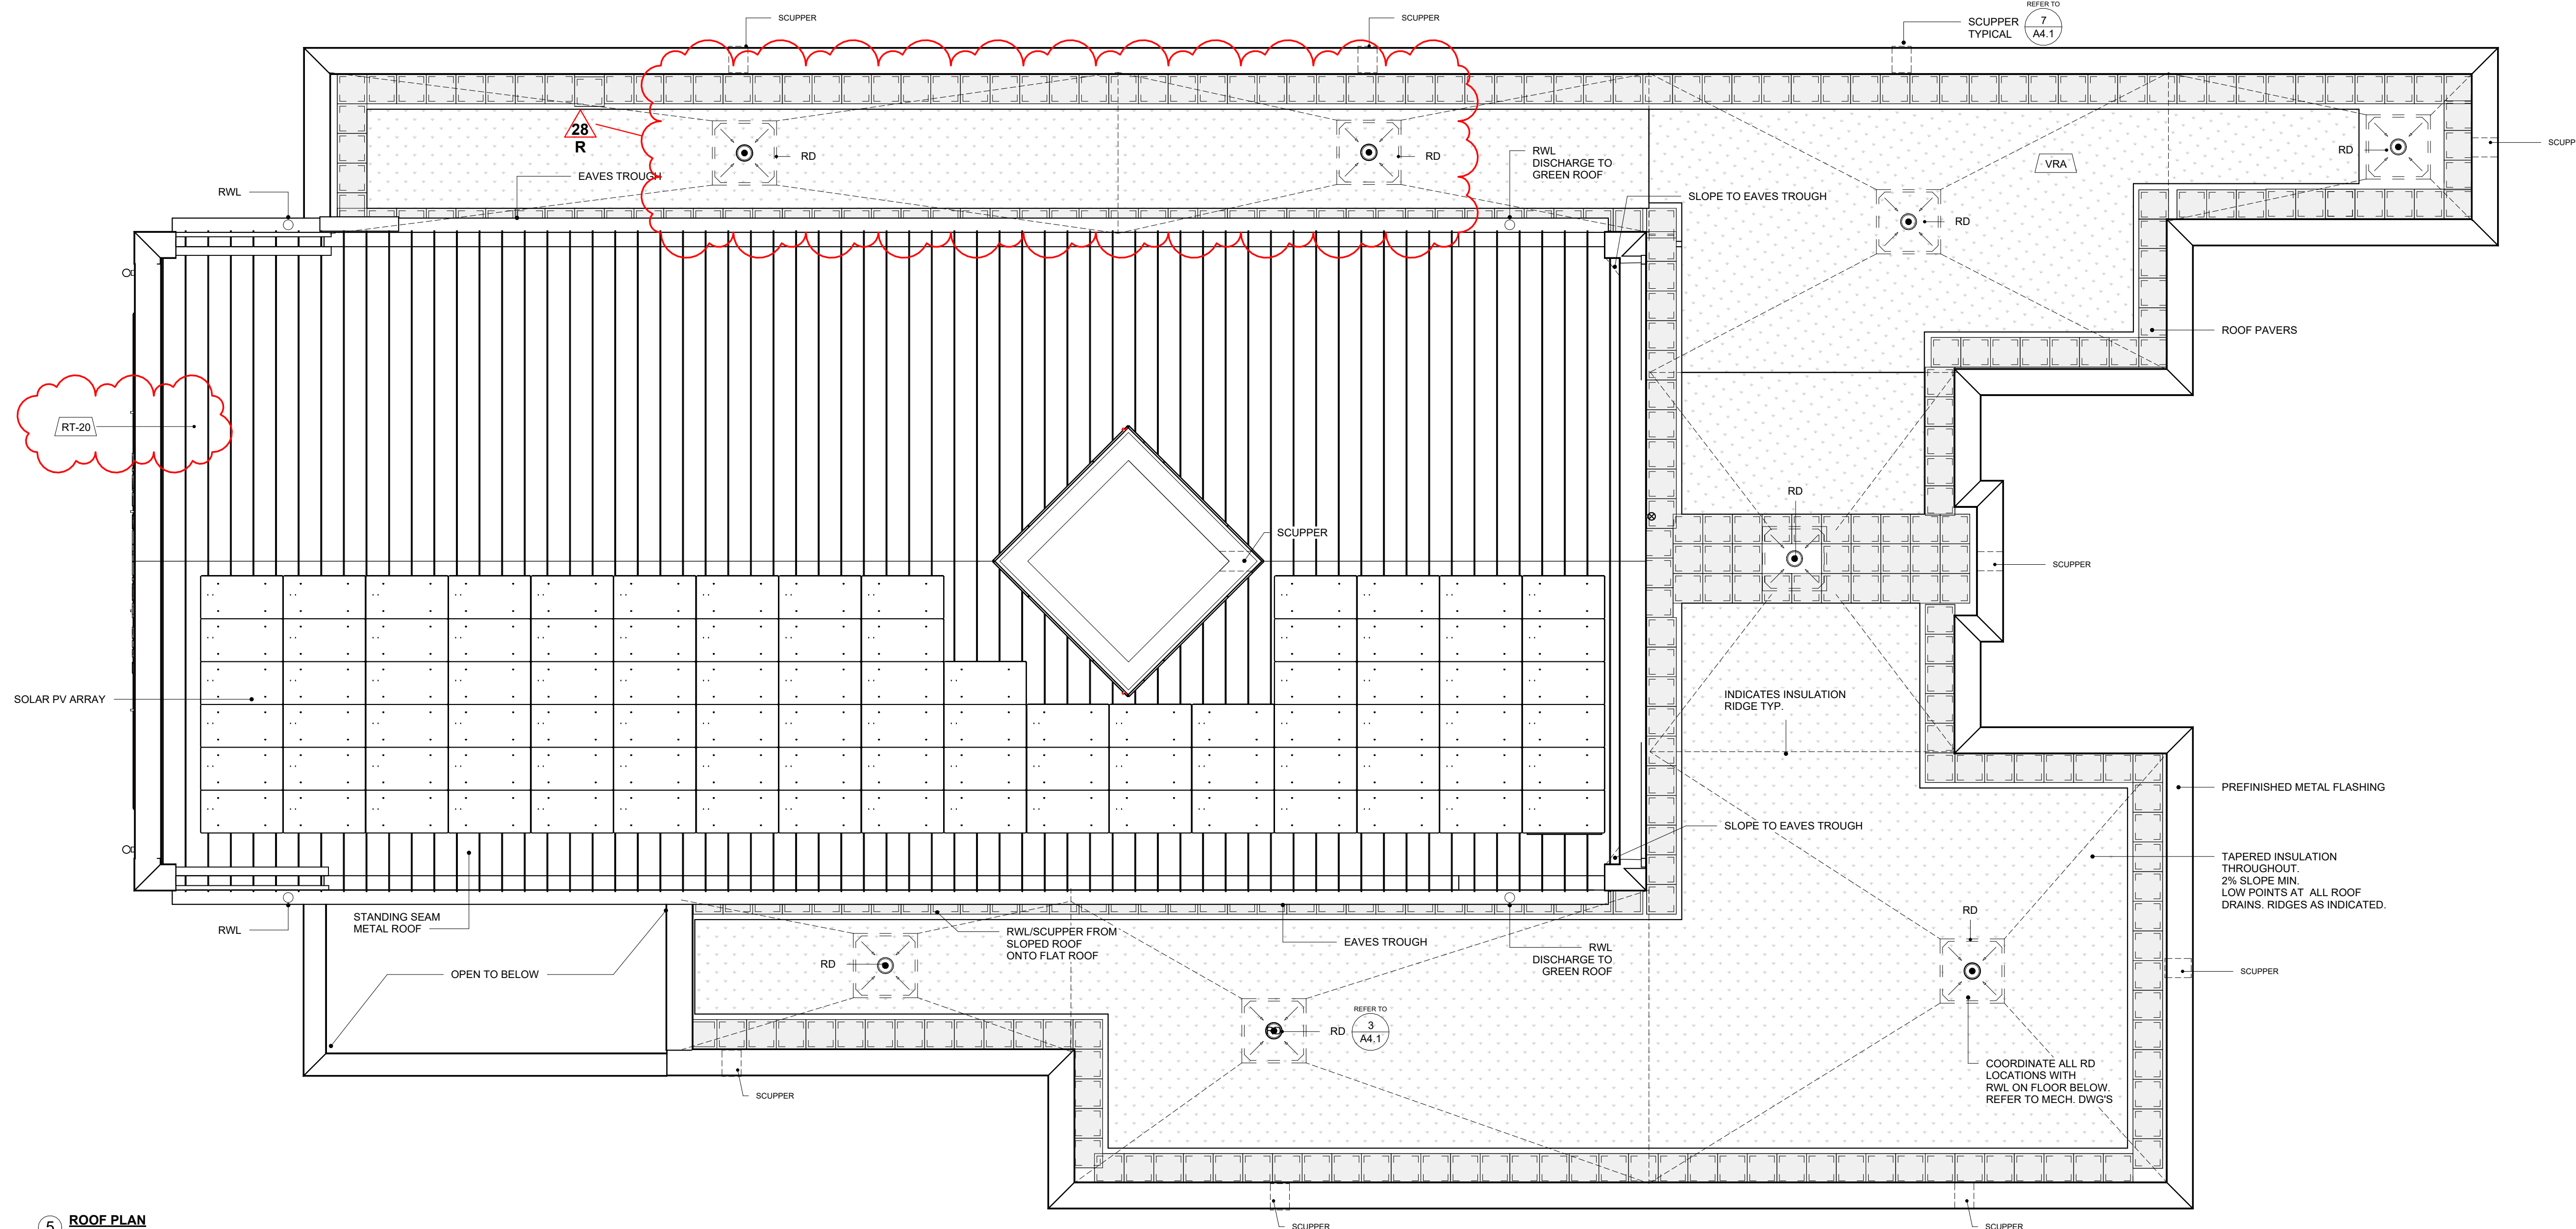 SCUPPER
SCUPPER
SCUPPER
TYPICAL
REFER TO
7
A4.1
28
R
RD
RD
RD
SCUPP
EAVES TROUGH
RWL
RWL
DISCHARGE TO
GREEN ROOF
VRA
SLOPE TO EAVES TROUGH
RD
ROOF PAVERS
RT-20
RD
SCUPPER
SCUPPER
SOLAR PV ARRAY
INDICATES INSULATION
RIDGE TYP.
PREFINISHED METAL FLASHING
SLOPE TO EAVES TROUGH
TAPERED INSULATION
THROUGHOUT.
2% SLOPE MIN.
LOW POINTS AT ALL ROOF
DRAINS. RIDGES AS INDICATED.
STANDING SEAM
METAL ROOF
RWL
RWL/SCUPPER FROM
SLOPED ROOF
ONTO FLAT ROOF
EAVES TROUGH
RWL
DISCHARGE TO
GREEN ROOF
RD
OPEN TO BELOW
RD
SCUPPER
REFER TO
3
A4.1
RD
COORDINATE ALL RD
LOCATIONS WITH
RWL ON FLOOR BELOW.
REFER TO MECH. DWG'S
SCUPPER
SCUPPER
SCUPPER
5
ROOF PLAN